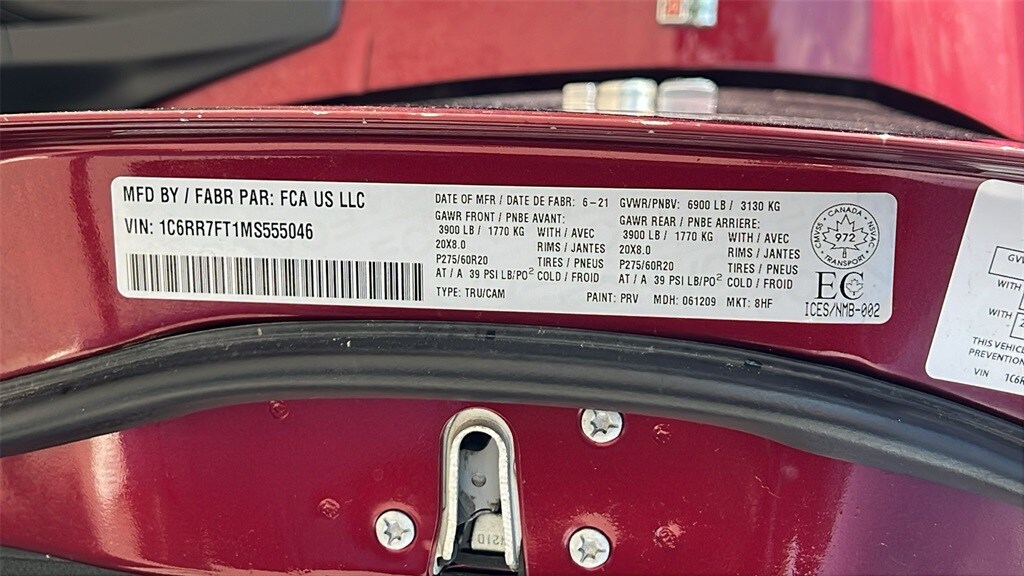 MFD BY / FABR PAR: FCA US LLC
VIN: 1C6RR7FT1MS555046
DATE OF MFR / DATE DE FABR: 6-21 GVWR/PNBV: 6900 LB / 3130 KG
GAWR FRONT / PNBE AVANT: GAWR REAR / PNBE ARRIERE:
3900 LB / 1770 KG WITH / AVEC 3900 LB / 1770 KG WITH / AVEC
20X8.0 RIMS / JANTES 20X8.0 RIMS / JANTES
P275/60R20 TIRES / PNEUS P275/60R20 TIRES / PNEUS
AT / A 39 PSI LB/PO² COLD / FROID AT / A 39 PSI LB/PO² COLD / FROID
TYPE: TRU/CAM PAINT: PRV MDH: 061209 MKT: 8HF
CANADA
CMVSS
NSVAC
972
TRANSPORT
EC
ICES/NMB-002
WITH
WITH
THIS VEHICL
PREVENTION
VIN 1C6R